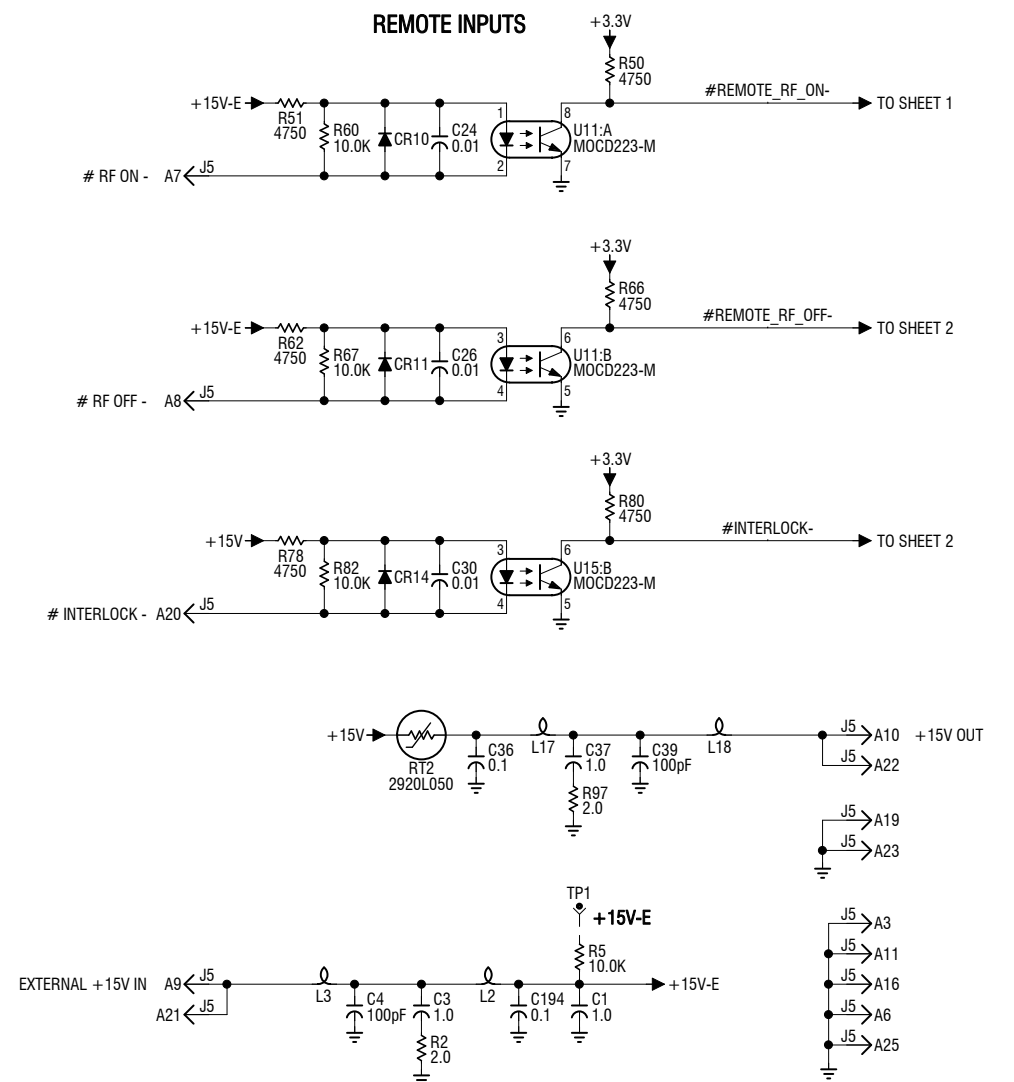 REMOTE INPUTS
+3.3V
R50
4750
#REMOTE_RF_ON-
TO SHEET 1
+15V-E
R51
4750
R60
10.0K
CR10
C24
0.01
1
8
U11:A
MOCD223-M
2
7
# RF ON - A7
J5
+3.3V
R66
4750
#REMOTE_RF_OFF-
TO SHEET 2
+15V-E
R62
4750
R67
10.0K
CR11
C26
0.01
3
6
U11:B
MOCD223-M
4
5
# RF OFF - A8
J5
+3.3V
R80
4750
#INTERLOCK-
TO SHEET 2
+15V
R78
4750
R82
10.0K
CR14
C30
0.01
3
6
U15:B
MOCD223-M
4
5
# INTERLOCK - A20
J5
+15V
RT2
2920L050
C36
0.1
L17
C37
1.0
C39
100pF
L18
R97
2.0
J5
A10 +15V OUT
J5
A22
J5
A19
J5
A23
TP1
+15V-E
R5
10.0K
EXTERNAL +15V IN A9
J5
A21
J5
L3
C4
100pF
C3
1.0
R2
2.0
L2
C194
0.1
C1
1.0
+15V-E
J5
A3
J5
A11
J5
A16
J5
A6
J5
A25